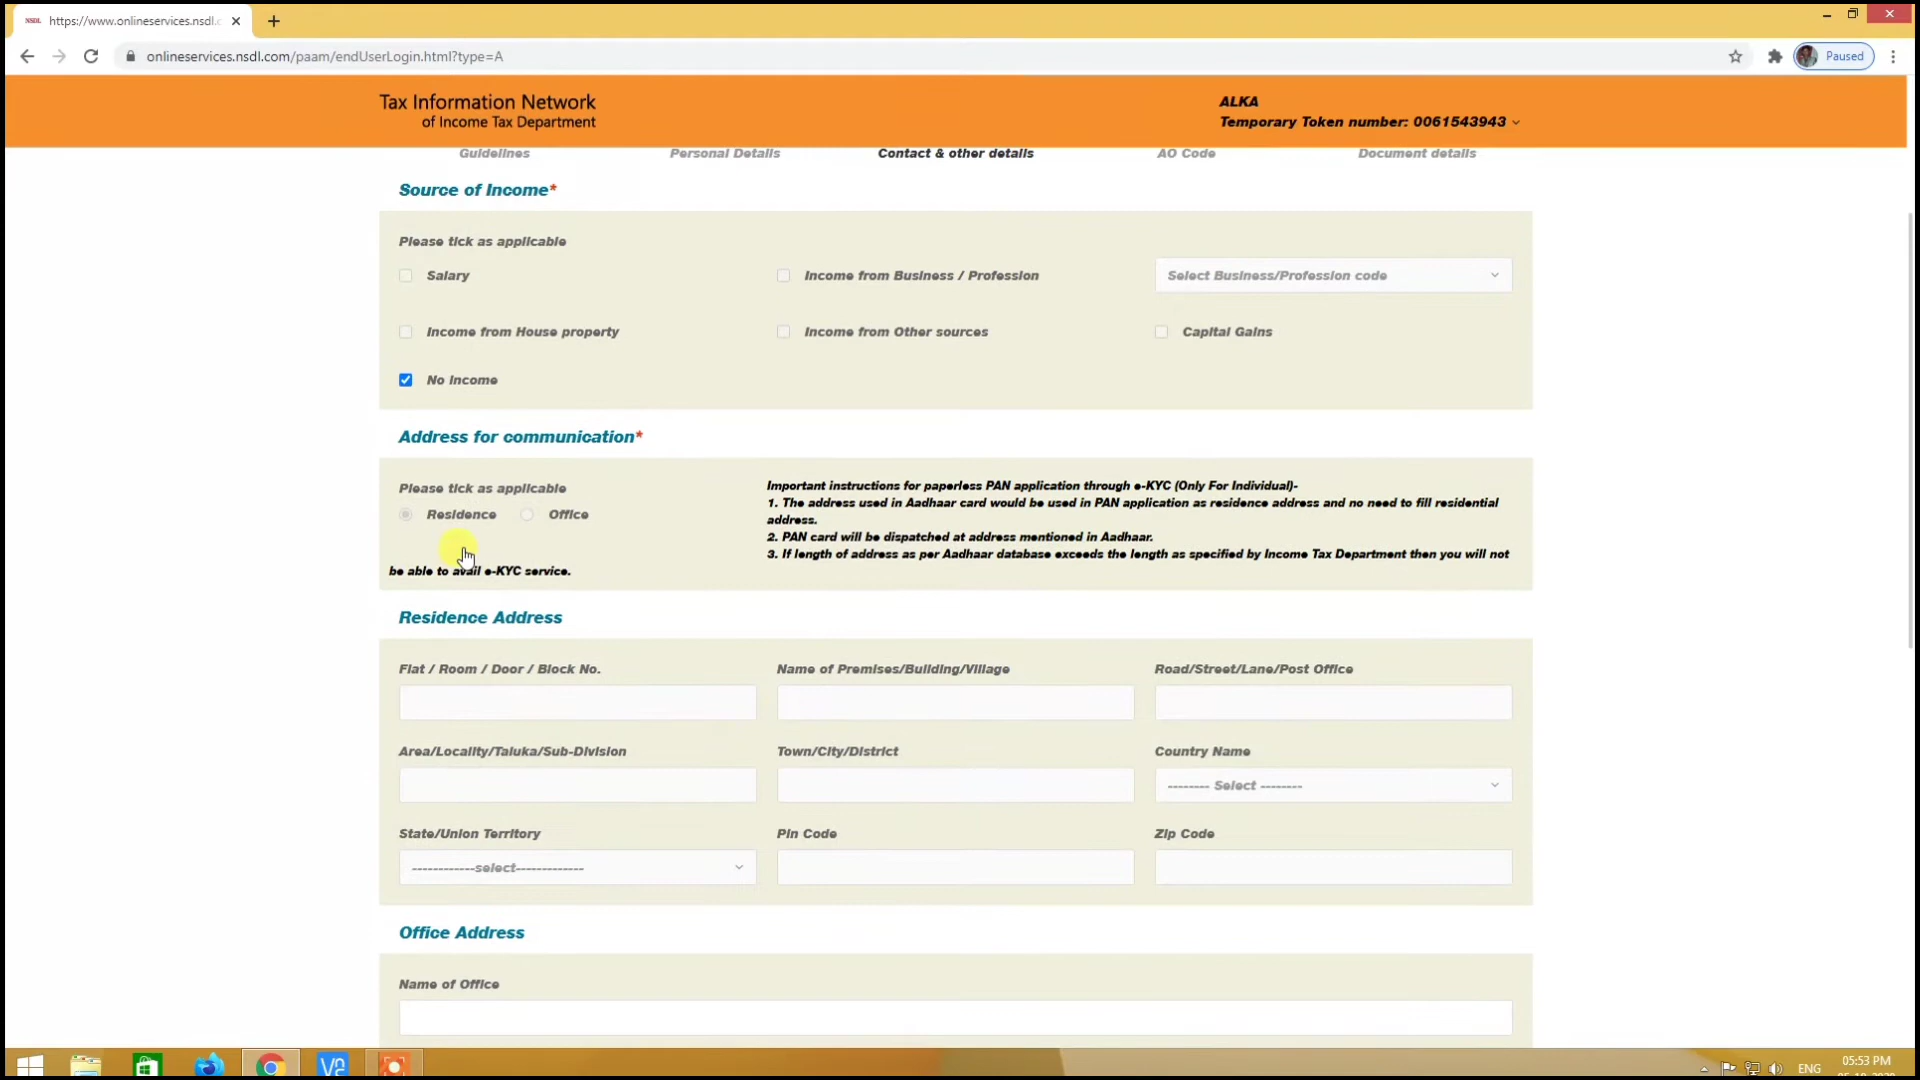 NSDL https://www.onlineservices.nsdl.c
onlineservices.nsdl.com/paam/endUserLogin.html?type=A
Paused
Tax Information Network
of Income Tax Department
ALKA
Temporary Token number: 0061543943
Guidelines Personal Details Contact & other details AO Code Document details
Source of Income*
Please tick as applicable
Salary Income from Business / Profession Select Business/Profession code
Income from House property Income from Other sources Capital Gains
No income
Address for communication*
Please tick as applicable
Residence Office
Important instructions for paperless PAN application through e-KYC (Only For Individual)-
1. The address used in Aadhaar card would be used in PAN application as residence address and no need to fill residential
address.
2. PAN card will be dispatched at address mentioned in Aadhaar.
3. If length of address as per Aadhaar database exceeds the length as specified by Income Tax Department then you will not
be able to avail e-KYC service.
Residence Address
Flat / Room / Door / Block No. Name of Premises/Building/Village Road/Street/Lane/Post Office
Area/Locality/Taluka/Sub-Division Town/City/District Country Name
-------- Select --------
State/Union Territory Pin Code Zip Code
------------select-------------
Office Address
Name of Office
ENG
05:53 PM